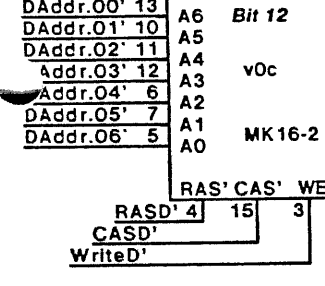 DAddr.00' 13 A6 Bit 12
DAddr.01' 10 A5
DAddr.02' 11 A4
Addr.03' 12 A3 v0c
Addr.04' 6 A2
DAddr.05' 7 A1
DAddr.06' 5 A0 MK16-2
RAS' CAS' WE
RASD' 4 15 3
CASD'
WriteD'